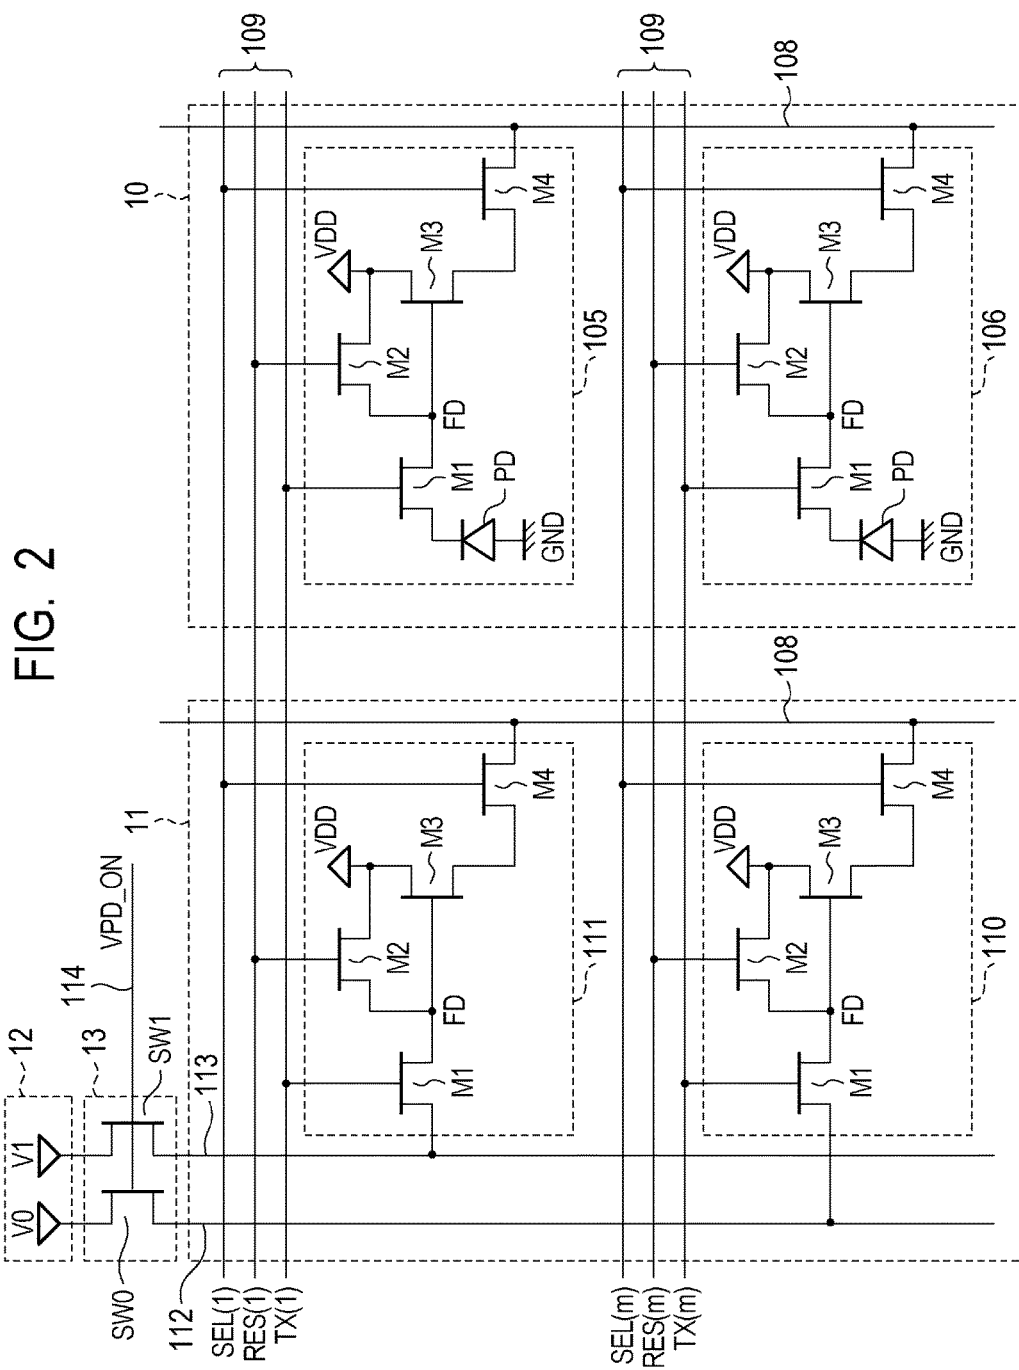 FIG. 2
12
V0
V1
13
SW0
SW1
114
VPD_ON
112
113
11
10
SEL(1)
RES(1)
TX(1)
109
VDD
M2
M3
M1
FD
M4
111
108
VDD
M2
M3
M1
FD
M4
PD
GND
105
108
SEL(m)
RES(m)
TX(m)
109
VDD
M2
M3
M1
FD
M4
110
VDD
M2
M3
M1
FD
M4
PD
GND
106